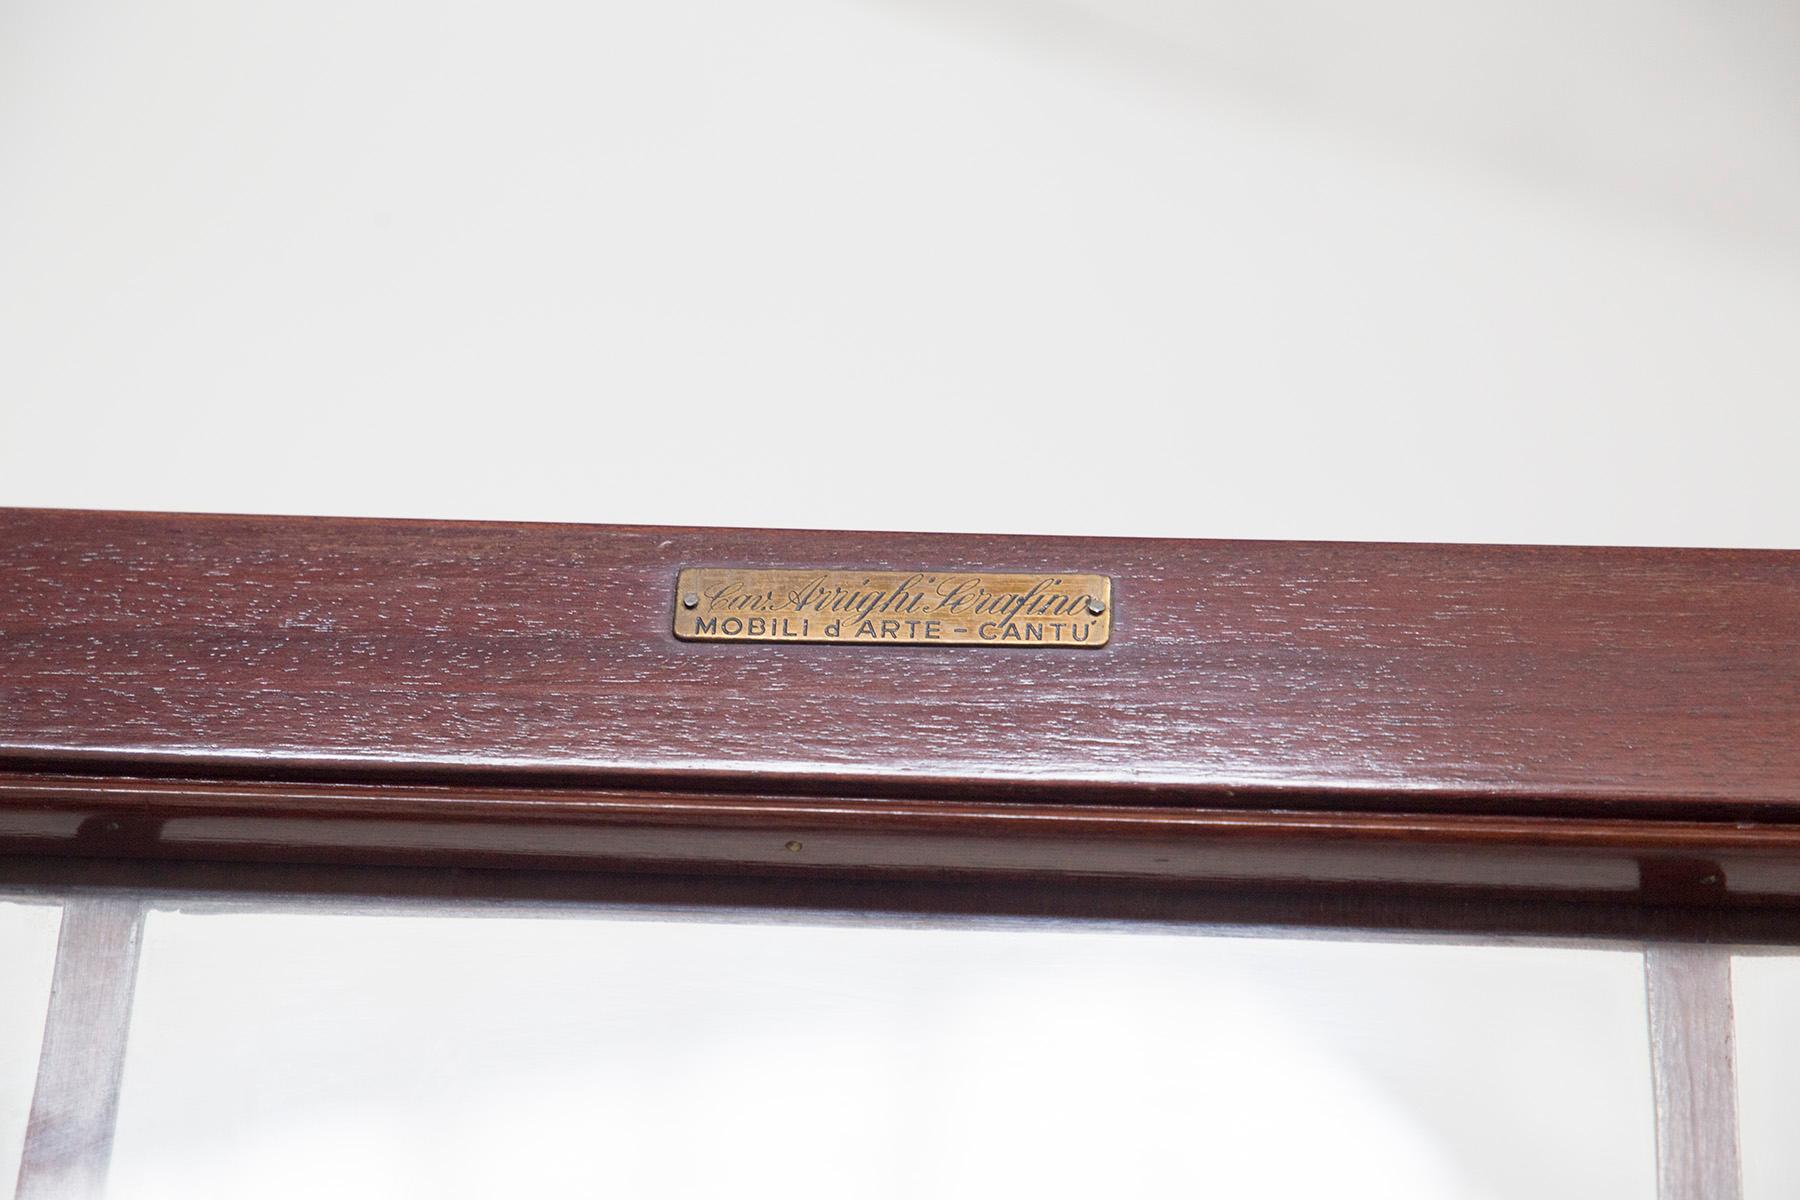 Cav. Arrighi Serafino
MOBILI d'ARTE - CANTU'